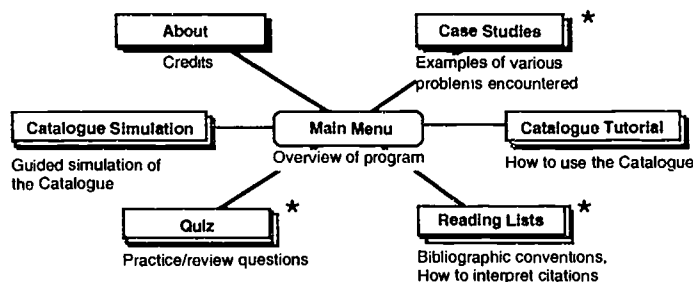 About
Credits
Case Studies
*
Examples of various
problems encountered
Catalogue Simulation
Guided simulation of
the Catalogue
Main Menu
Overview of program
Catalogue Tutorial
How to use the Catalogue
Quiz
*
Practice/review questions
Reading Lists
*
Bibliographic conventions,
How to interpret citations